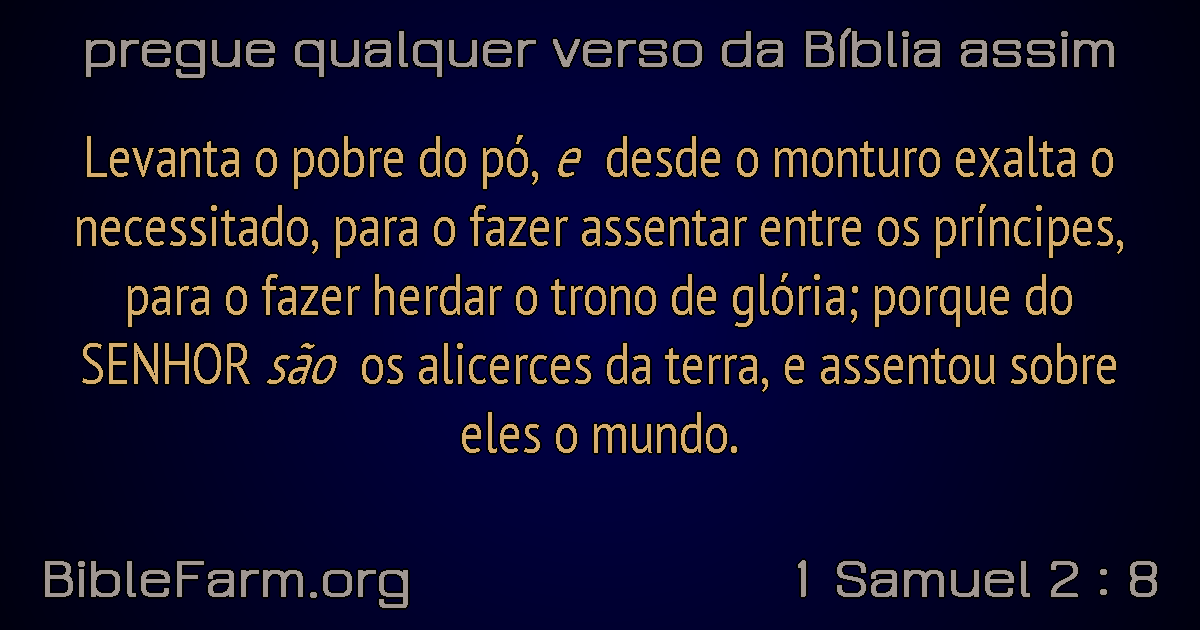 pregue qualquer verso da Bíblia assim
Levanta o pobre do pó, e desde o monturo exalta o
necessitado, para o fazer assentar entre os príncipes,
para o fazer herdar o trono de glória; porque do
SENHOR são os alicerces da terra, e assentou sobre
eles o mundo.
BibleFarm.org
1 Samuel 2 : 8